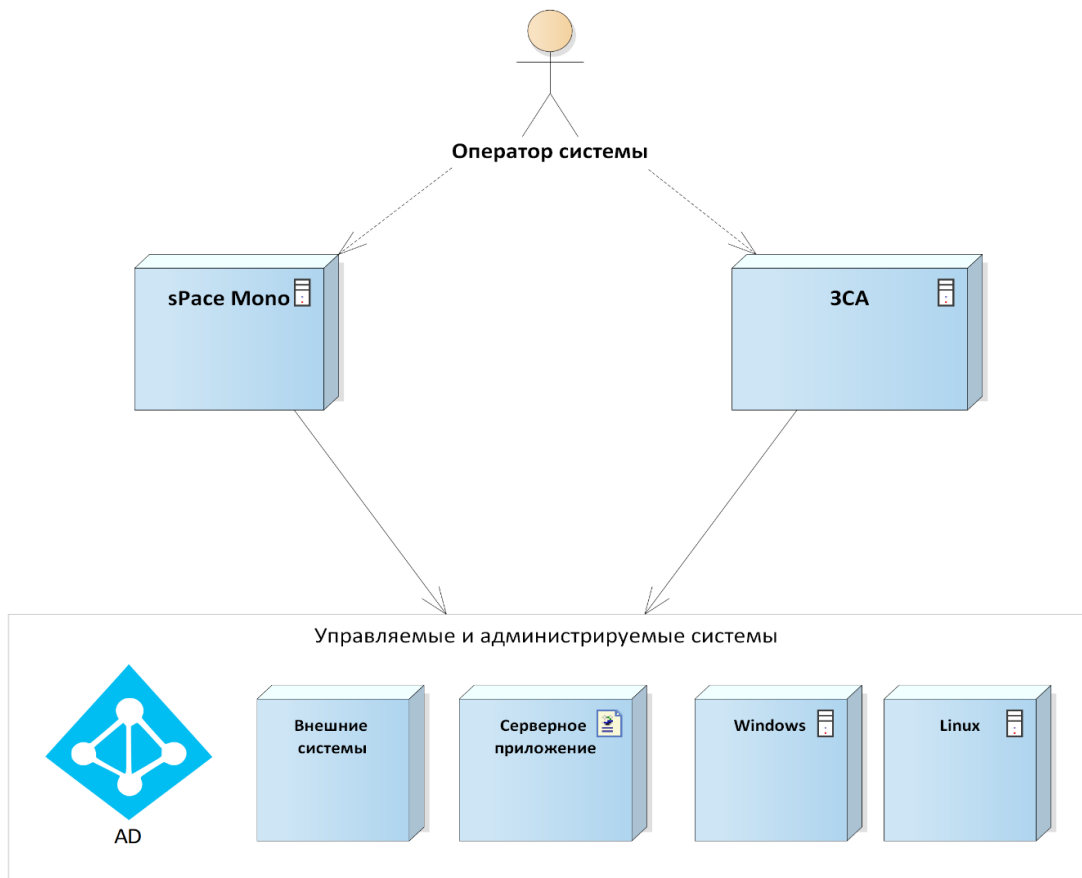 Оператор системы
sPace Mono
ЗСА
Управляемые и администрируемые системы
Внешние
системы
Серверное
приложение
Windows
Linux
AD